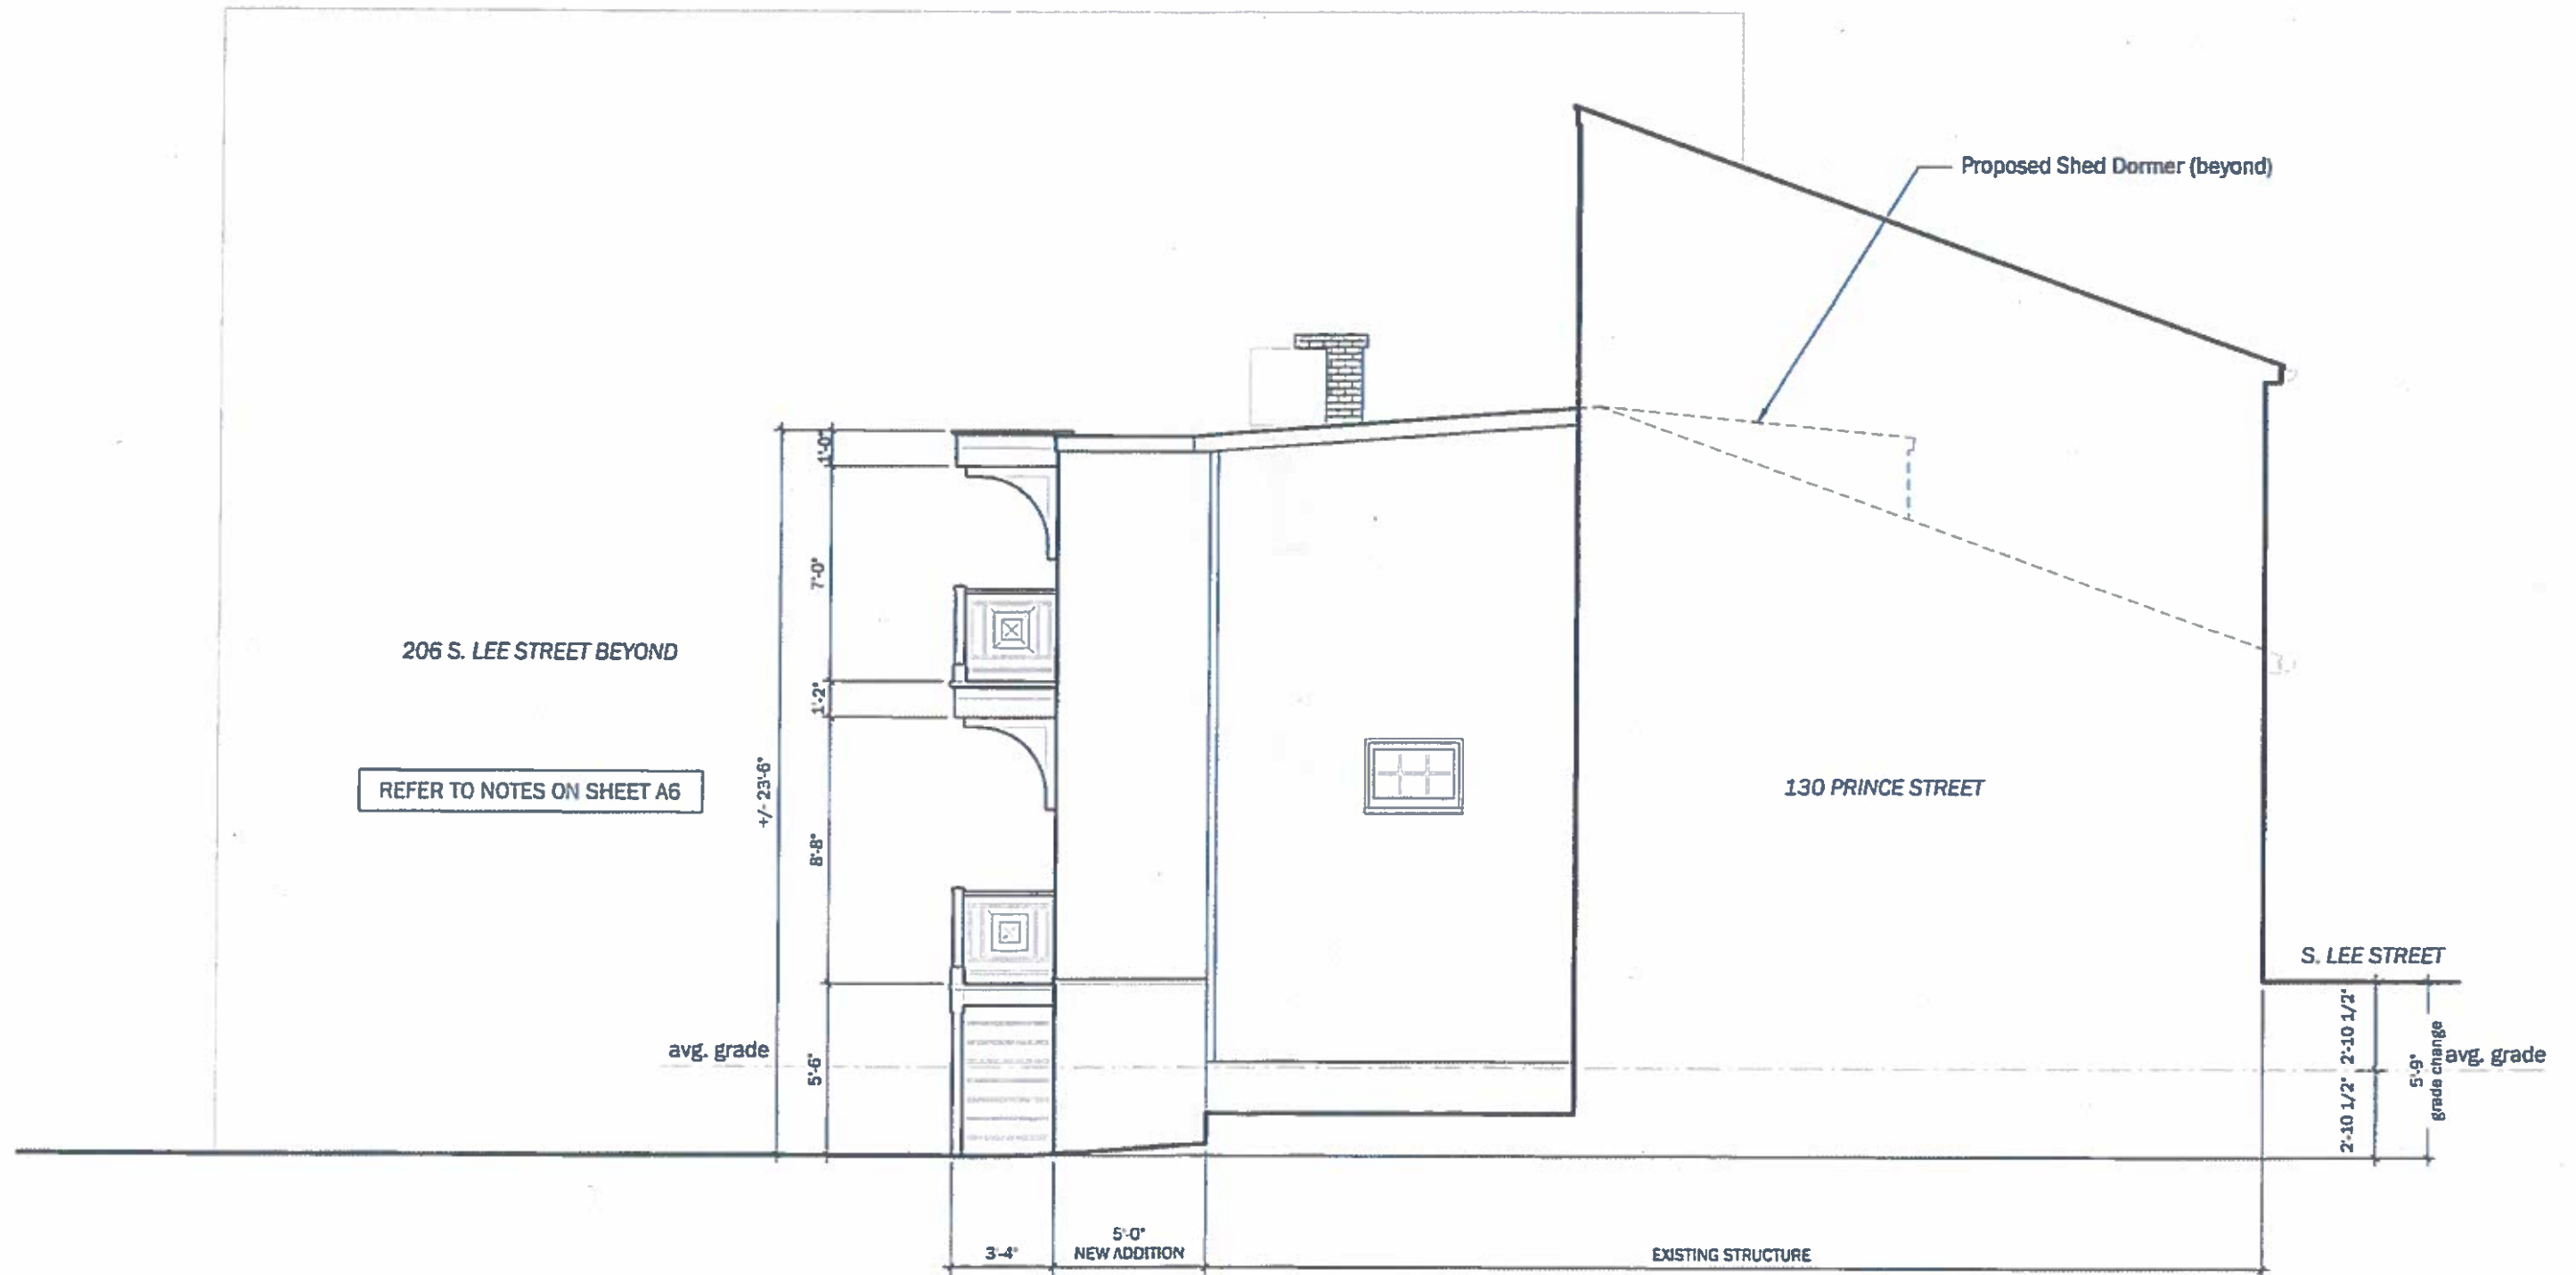 Proposed Shed Dormer (beyond)
1'-0"
7'-0"
206 S. LEE STREET BEYOND
1'-2"
REFER TO NOTES ON SHEET A6
+/- 23'-6"
130 PRINCE STREET
8'-8"
S. LEE STREET
avg. grade
5'-6"
2'-10 1/2"
2'-10 1/2"
5'-9"
grade change
avg. grade
3'-4"
5'-0"
NEW ADDITION
EXISTING STRUCTURE